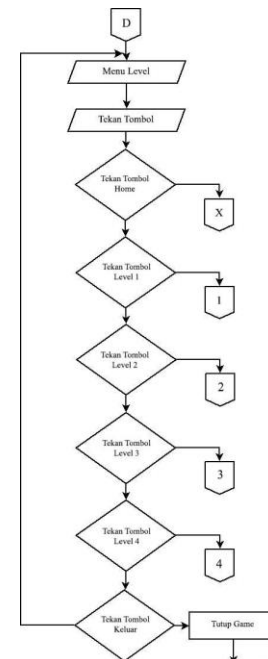 D
Menu Level
Tekan Tombol
Tekan Tombol
Home
X
Tekan Tombol
Level 1
1
Tekan Tombol
Level 2
2
Tekan Tombol
Level 3
3
Tekan Tombol
Level 4
4
Tekan Tombol
Keluar
Tutup Game